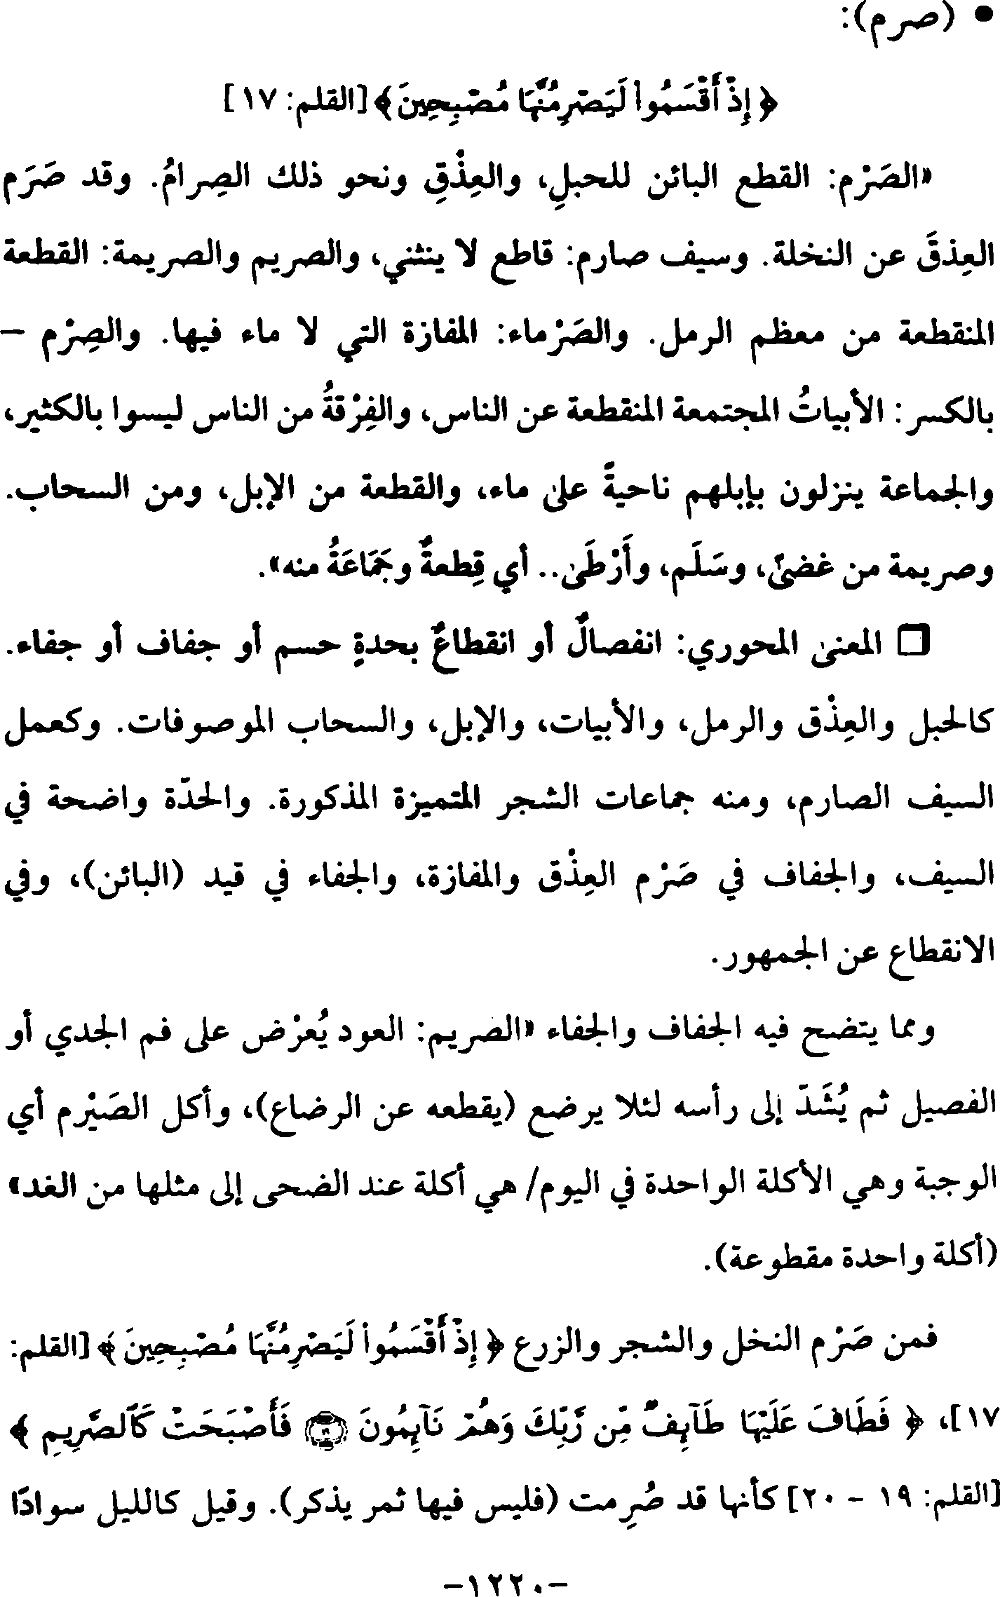 • (صرم):
﴿إِذْ أَقْسَمُوا۟ لَيَصْرِمُنَّهَا مُصْبِحِينَ﴾ [القلم: ١٧]
«الصَرْم: القطع البائن للحبلِ، والعِذْقِ ونحو ذلك الصِرامُ. وقد صَرَم
العِذقَ عن النخلة. وسيف صارم: قاطع لا ينثني، والصريم والصريمة: القطعة
المنقطعة من معظم الرمل. والصَرْماء: المفازة التي لا ماء فيها. والصِرْم –
بالكسر: الأبياتُ المجتمعة المنقطعة عن الناس، والفِرْقةُ من الناس ليسوا بالكثير،
والجماعة ينزلون بإبلهم ناحيةً على ماء، والقطعة من الإبل، ومن السحاب.
وصريمة من غضىً، وسَلَم، وأَرْطَى.. أي قِطعةٌ وجَمَاعَةُ منه».
❒ المعنى المحوري: انفصالٌ أو انقطاعٌ بحدةٍ حسم أو جفاف أو جفاء.
كالحبل والعِذْق والرمل، والأبيات، والإبل، والسحاب الموصوفات. وكعمل
السيف الصارم، ومنه جماعات الشجر المتميزة المذكورة. والحدّة واضحة في
السيف، والجفاف في صَرْم العِذْق والمفازة، والجفاء في قيد (البائن)، وفي
الانقطاع عن الجمهور.
ومما يتضح فيه الجفاف والجفاء «الصريم: العود يُعرْض على فم الجدي أو
الفصيل ثم يُشَدّ إلى رأسه لئلا يرضع (يقطعه عن الرضاع)، وأكل الصَيْرم أي
الوجبة وهي الأكلة الواحدة في اليوم/ هي أكلة عند الضحى إلى مثلها من الغد»
(أكلة واحدة مقطوعة).
فمن صَرْم النخل والشجر والزرع ﴿إِذْ أَقْسَمُوا۟ لَيَصْرِمُنَّهَا مُصْبِحِينَ﴾ [القلم:
١٧]، ﴿فَطَافَ عَلَيْهَا طَآئِفٌ مِّن رَّبِّكَ وَهُمْ نَآئِمُونَ ۝١٩ فَأَصْبَحَتْ كَٱلصَّرِيمِ﴾
[القلم: ١٩ - ٢٠] كأنها قد صُرِمت (فليس فيها ثمر يذكر). وقيل كالليل سوادًا
-١٢٢٠-